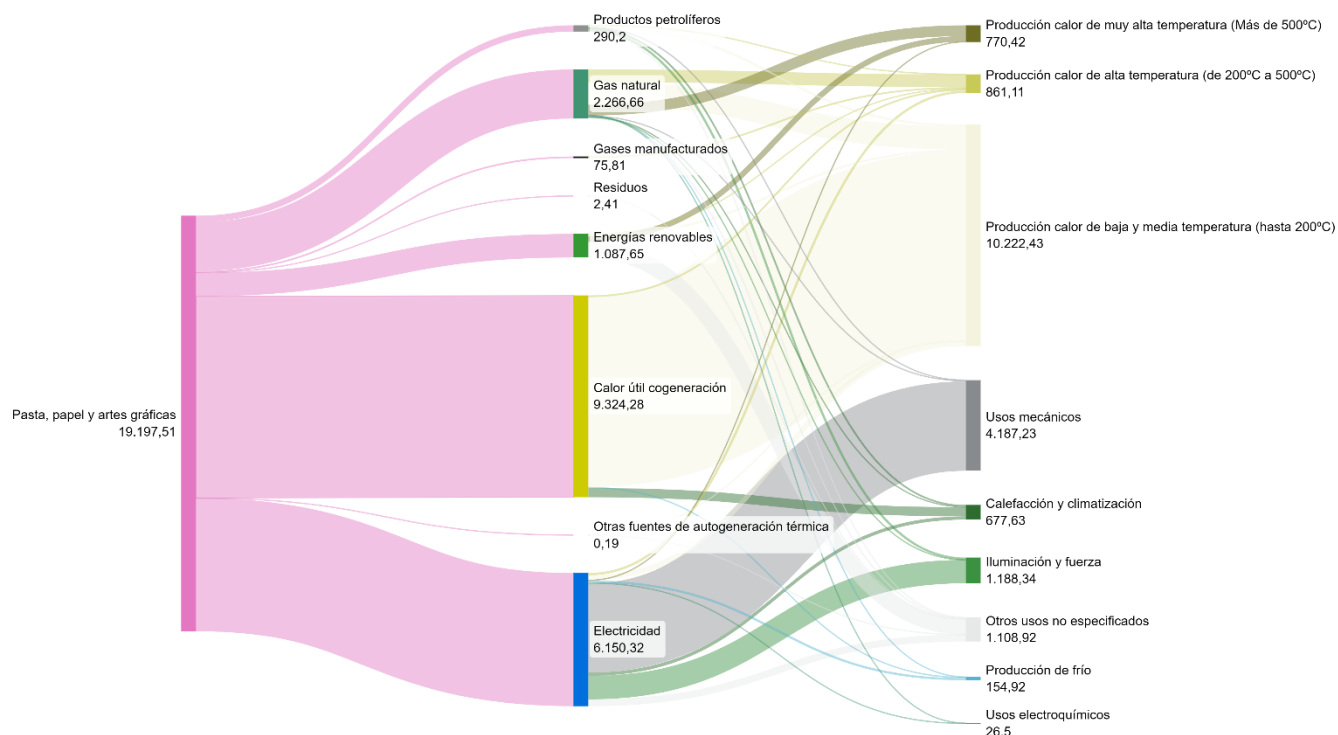 Pasta, papel y artes gráficas
19.197,51
Productos petrolíferos
290,2
Gas natural
2.266,66
Gases manufacturados
75,81
Residuos
2,41
Energías renovables
1.087,65
Calor útil cogeneración
9.324,28
Otras fuentes de autogeneración térmica
0,19
Electricidad
6.150,32
Producción calor de muy alta temperatura (Más de 500ºC)
770,42
Producción calor de alta temperatura (de 200ºC a 500ºC)
861,11
Producción calor de baja y media temperatura (hasta 200ºC)
10.222,43
Usos mecánicos
4.187,23
Calefacción y climatización
677,63
Iluminación y fuerza
1.188,34
Otros usos no especificados
1.108,92
Producción de frío
154,92
Usos electroquímicos
26,5